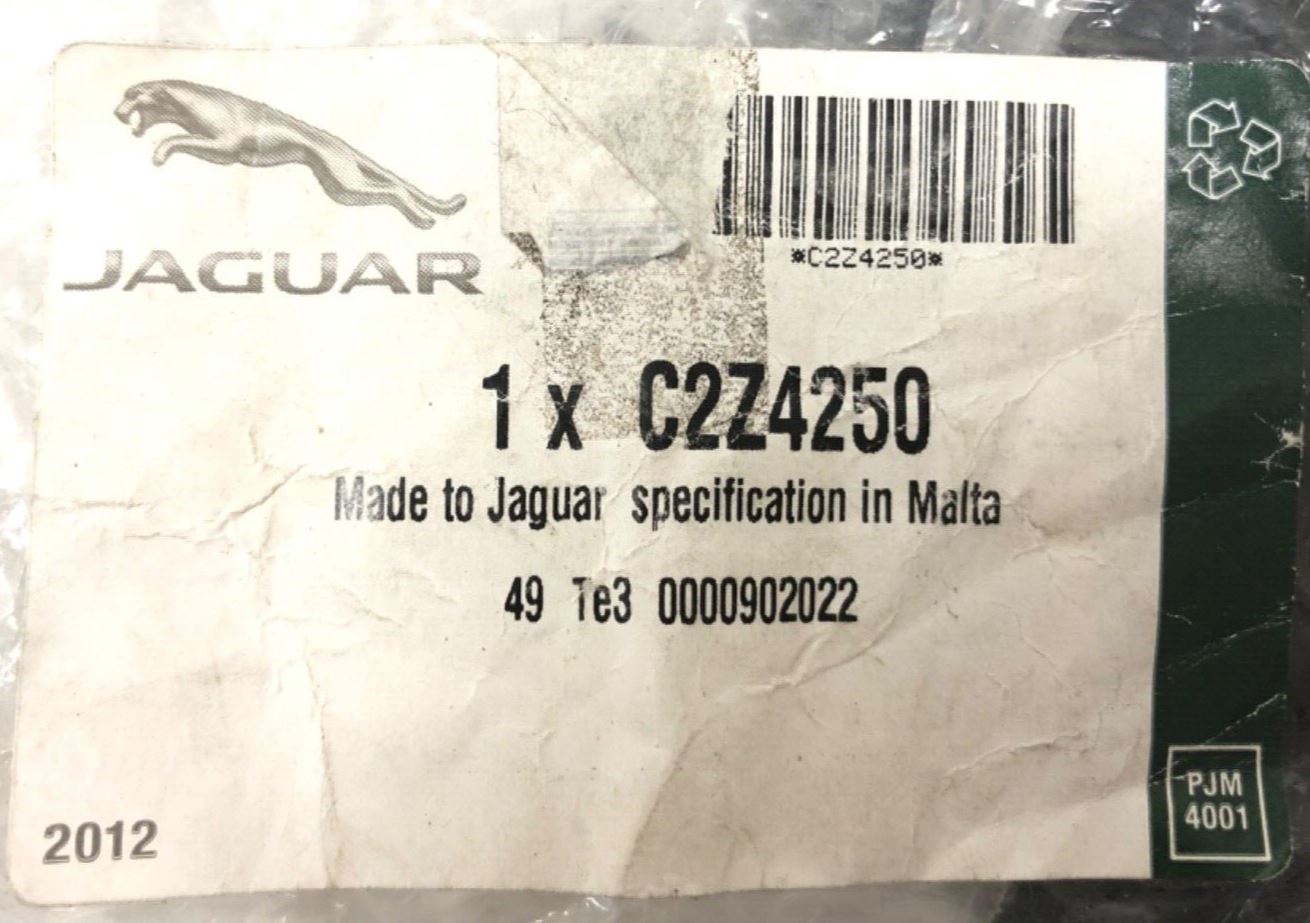 JAGUAR
*C2Z4250*
1 x C2Z4250
Made to Jaguar specification in Malta
49 Te3 0000902022
2012
PJM
4001